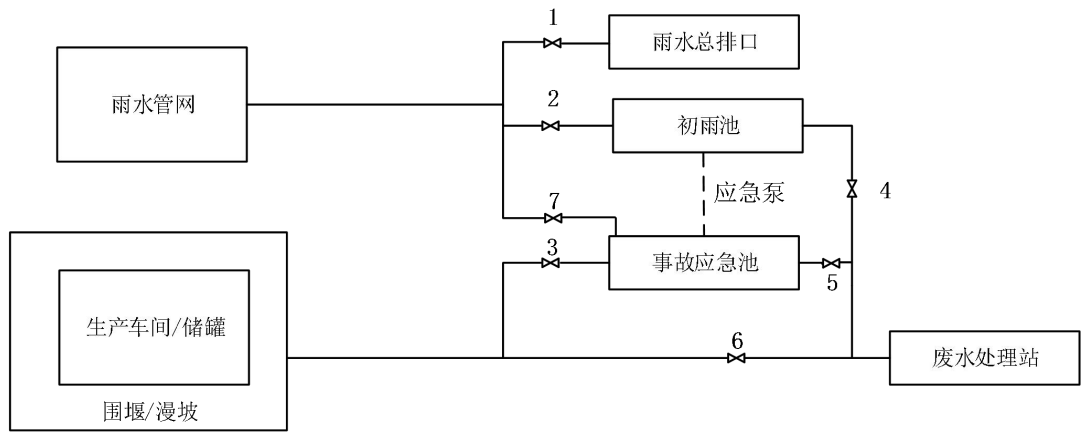 1
雨水总排口
雨水管网
2
初雨池
应急泵
4
7
3
事故应急池
5
生产车间/储罐
6
废水处理站
围堰/漫坡